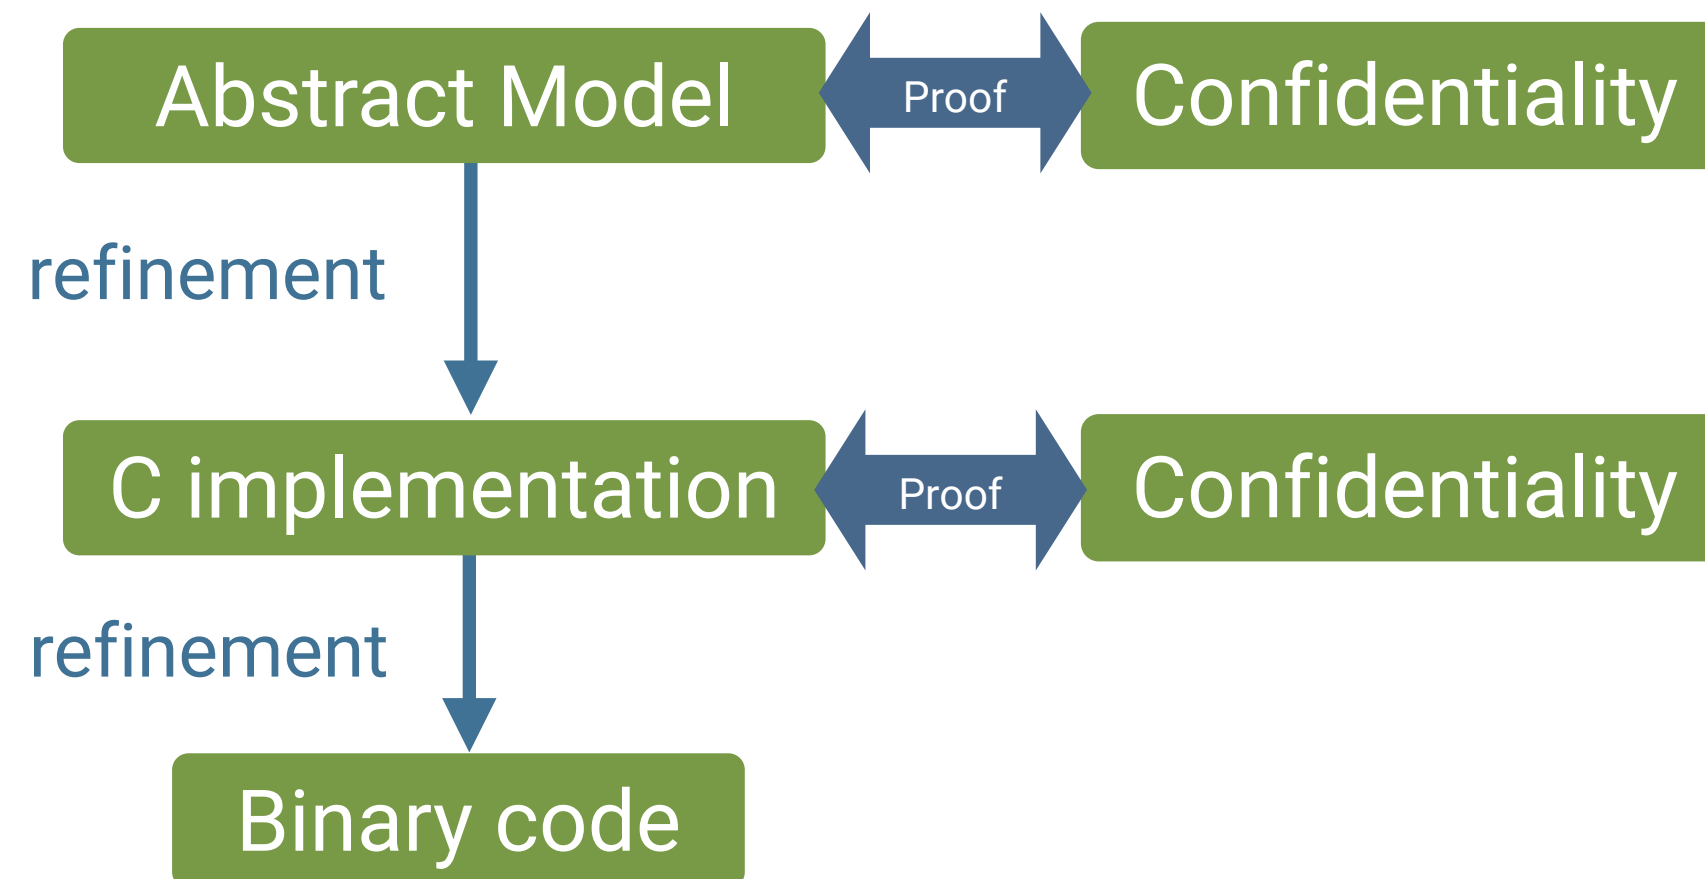 Abstract Model
Proof
Confidentiality
refinement
C implementation
Proof
Confidentiality
refinement
Binary code